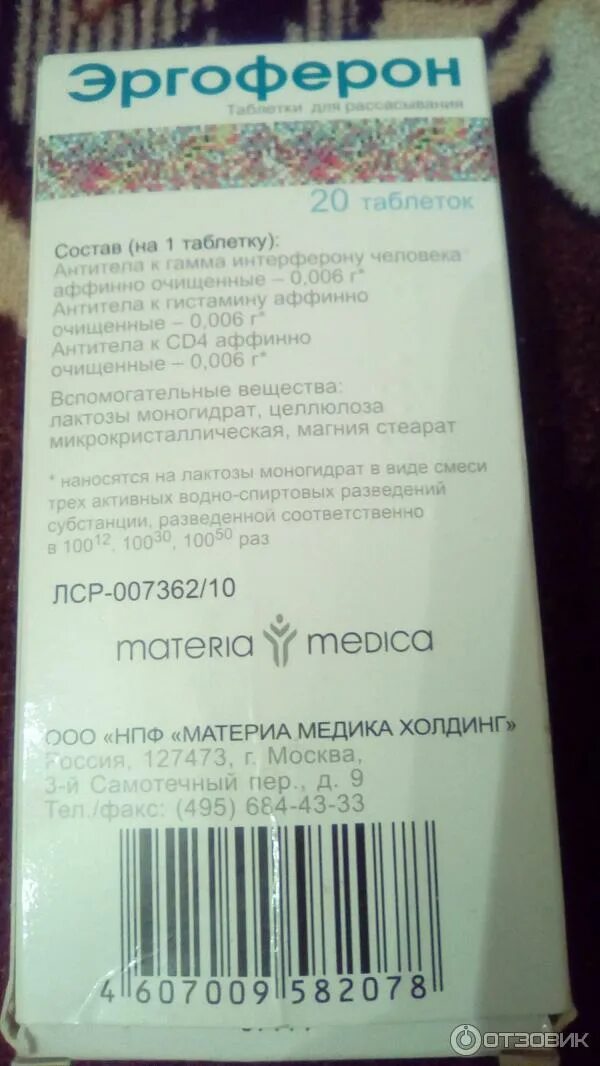 Эргоферон
Таблетки для рассасывания
20 таблеток
Состав (на 1 таблетку):
Антитела к гамма интерферону человека
аффинно очищенные – 0,006 г*
Антитела к гистамину аффинно
очищенные – 0,006 г*
Антитела к CD4 аффинно
очищенные – 0,006 г*
Вспомогательные вещества:
лактозы моногидрат, целлюлоза
микрокристаллическая, магния стеарат
* наносятся на лактозы моногидрат в виде смеси
трех активных водно-спиртовых разведений
субстанции, разведенной соответственно
в 100¹², 100³⁰, 100⁵⁰ раз
ЛСР-007362/10
materia medica
ООО «НПФ «МАТЕРИА МЕДИКА ХОЛДИНГ»
Россия, 127473, г. Москва,
3-й Самотечный пер., д. 9
Тел./факс: (495) 684-43-33
4 607009 582078
ОТЗОВИК